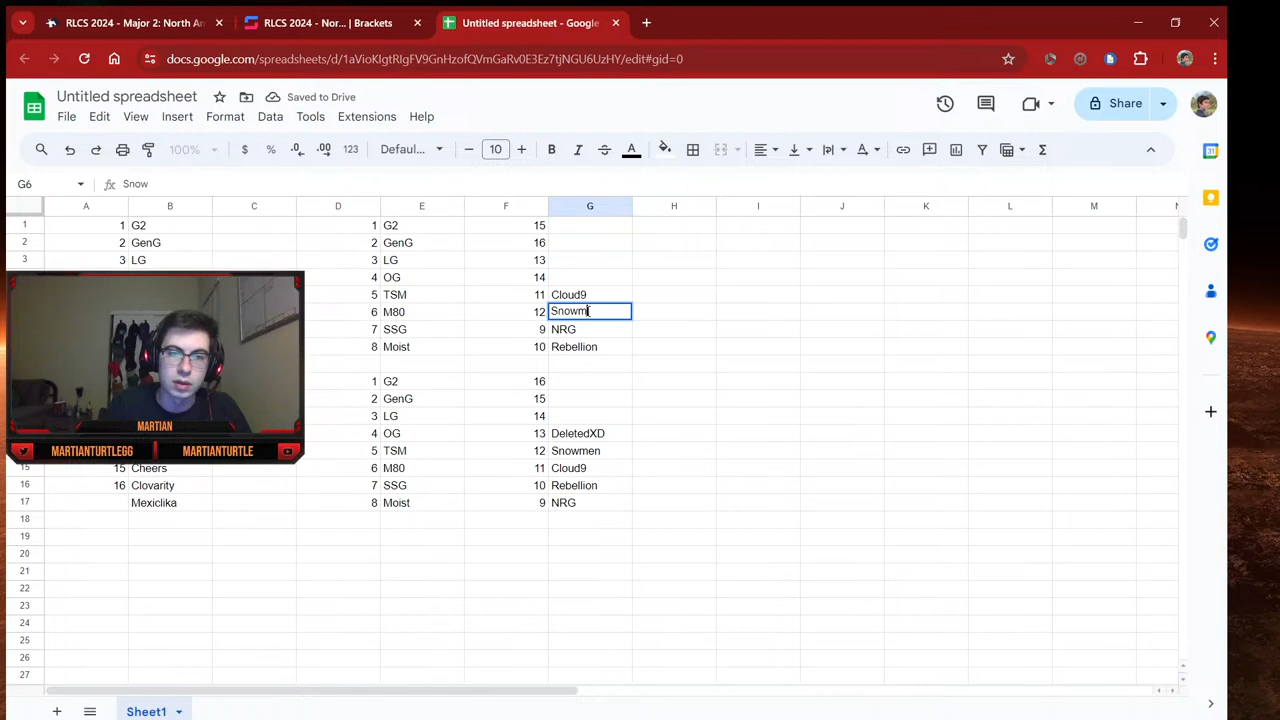 RLCS 2024 - Major 2: North Am
RLCS 2024 - Nor... | Brackets
Untitled spreadsheet - Google
docs.google.com/spreadsheets/d/1aVioKIgtRIgFV9GnHzofQVmGaRv0E3Ez7tjNGU6UzHY/edit#gid=0
Untitled spreadsheet Saved to Drive
Share
File Edit View Insert Format Data Tools Extensions Help
100% $ % .0 .00 123 Defaul... 10 B I A
G6 fx Snow
A B C D E F G H I J K L M N
1 1 G2 1 G2 15
2 2 GenG 2 GenG 16
3 3 LG 3 LG 13
4 OG 14
5 TSM 11 Cloud9
6 M80 12 Snowm
7 SSG 9 NRG
8 Moist 10 Rebellion
1 G2 16
2 GenG 15
3 LG 14
4 OG 13 DeletedXD
5 TSM 12 Snowmen
15 15 Cheers 6 M80 11 Cloud9
16 16 Clovarity 7 SSG 10 Rebellion
17 Mexiclika 8 Moist 9 NRG
18
19
20
21
22
23
24
25
26
27
MARTIAN
MARTIANTURTLEGG MARTIANTURTLE
Sheet1
31